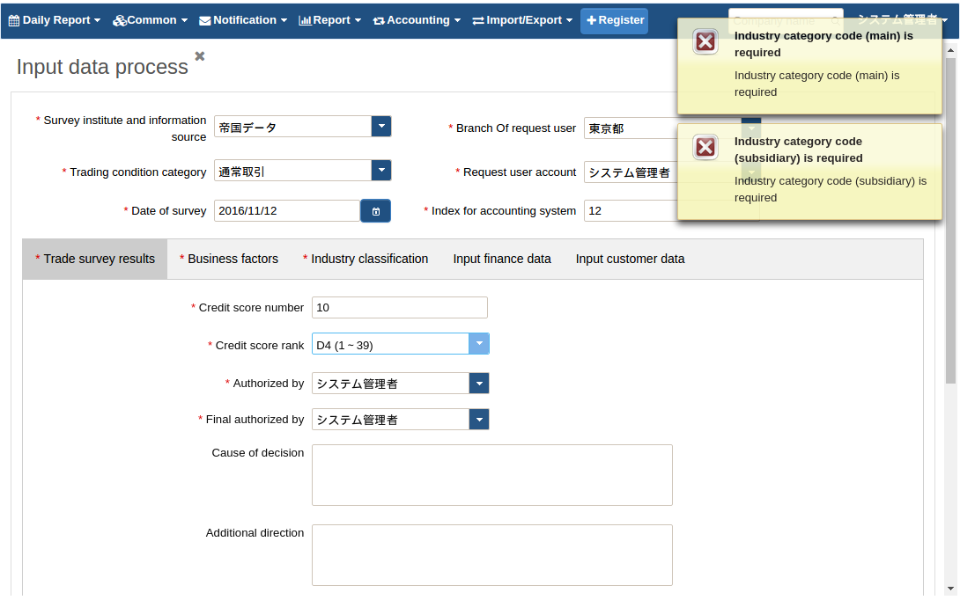 Daily Report Common Notification Report Accounting Import/Export Register Company name システム管理者
Input data process
Industry category code (main) is
required
Industry category code (main) is
required
Industry category code
(subsidiary) is required
Industry category code (subsidiary) is
required
* Survey institute and information
source 帝国データ
* Branch Of request user 東京都
* Trading condition category 通常取引
* Request user account システム管理者
* Date of survey 2016/11/12
* Index for accounting system 12
* Trade survey results * Business factors * Industry classification Input finance data Input customer data
* Credit score number 10
* Credit score rank D4 (1 ~ 39)
* Authorized by システム管理者
* Final authorized by システム管理者
Cause of decision
Additional direction